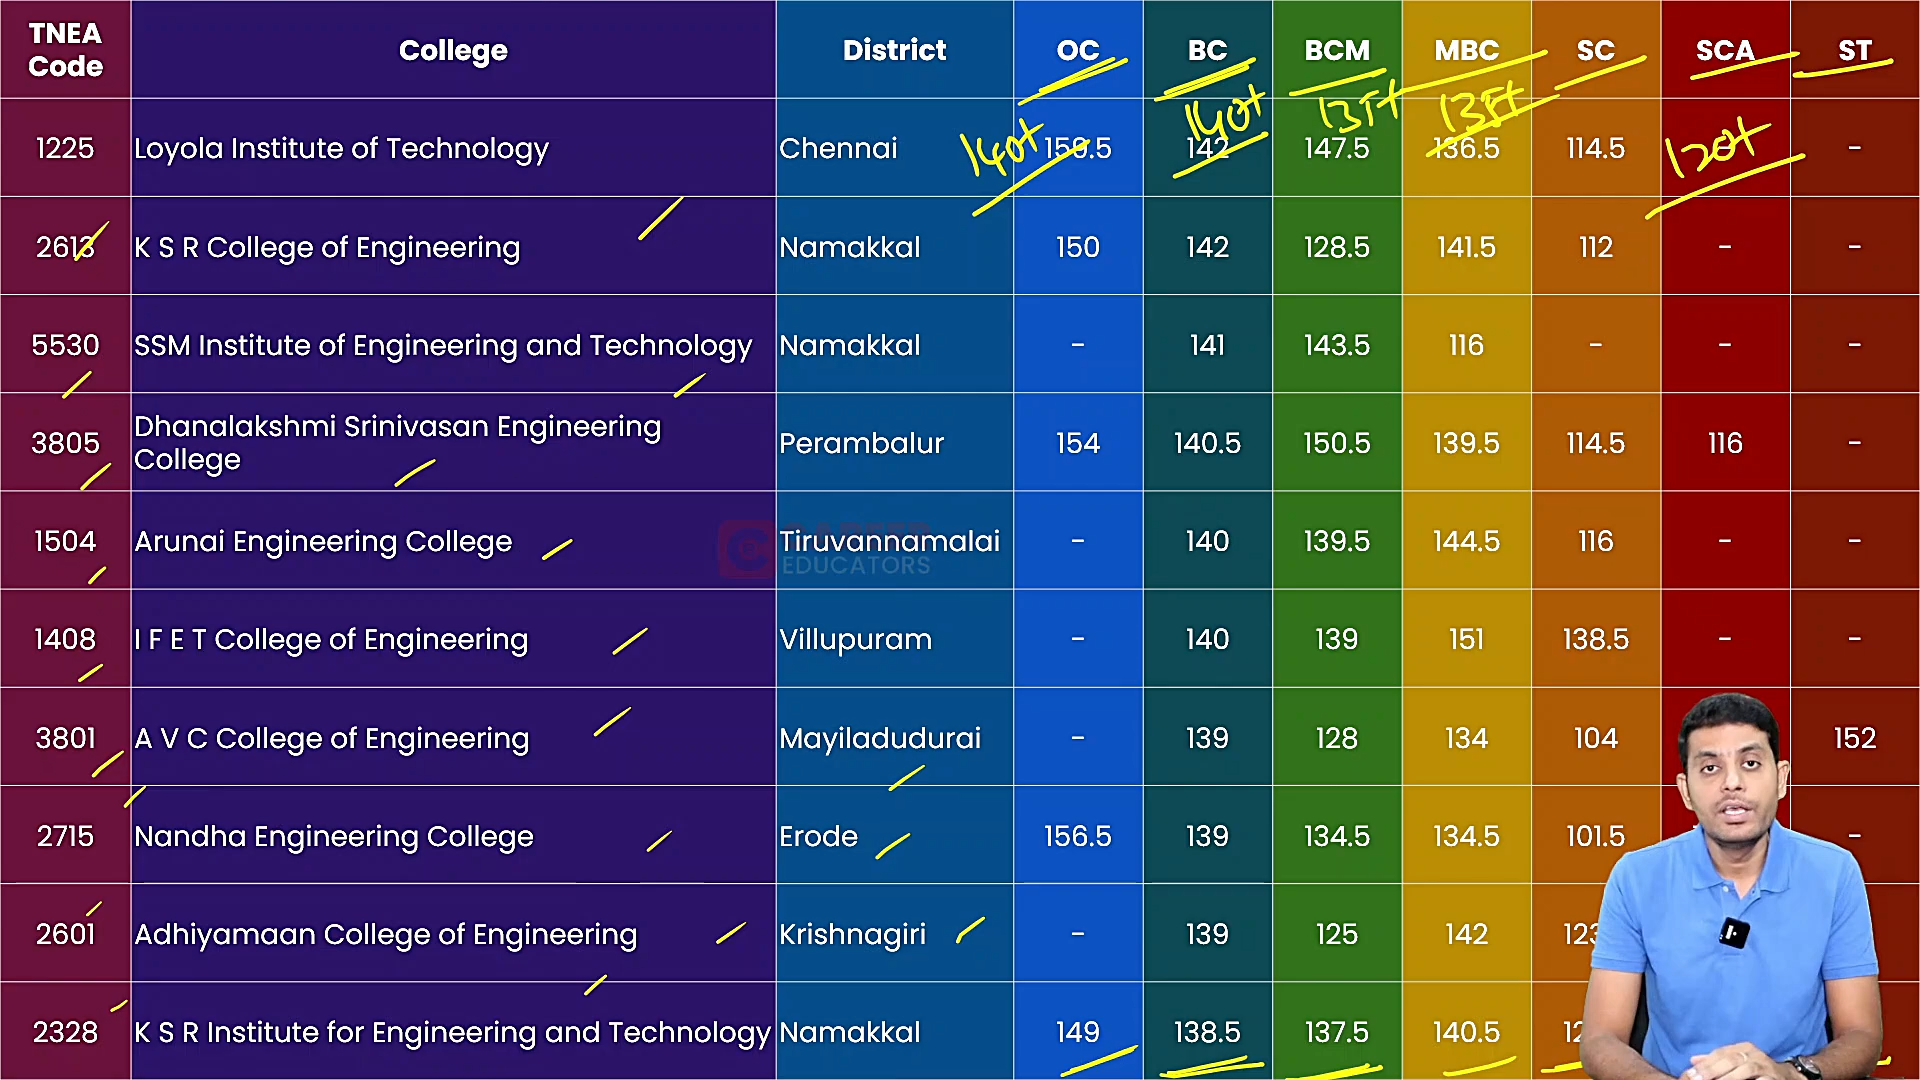 TNEA Code College District OC BC BCM MBC SC SCA ST
140+ 140+ 135+ 135+ 120+
1225 Loyola Institute of Technology Chennai 142 147.5 136.5 114.5 -
2613 K S R College of Engineering Namakkal 150 142 128.5 141.5 112 - -
5530 SSM Institute of Engineering and Technology Namakkal - 141 143.5 116 - - -
3805 Dhanalakshmi Srinivasan Engineering College Perambalur 154 140.5 150.5 139.5 114.5 116 -
1504 Arunai Engineering College Tiruvannamalai - 140 139.5 144.5 116 - -
EDUCATORS
1408 I F E T College of Engineering Villupuram - 140 139 151 138.5 - -
3801 A V C College of Engineering Mayiladudurai - 139 128 134 104 152
2715 Nandha Engineering College Erode 156.5 139 134.5 134.5 101.5 -
2601 Adhiyamaan College of Engineering Krishnagiri - 139 125 142
2328 K S R Institute for Engineering and Technology Namakkal 149 138.5 137.5 140.5